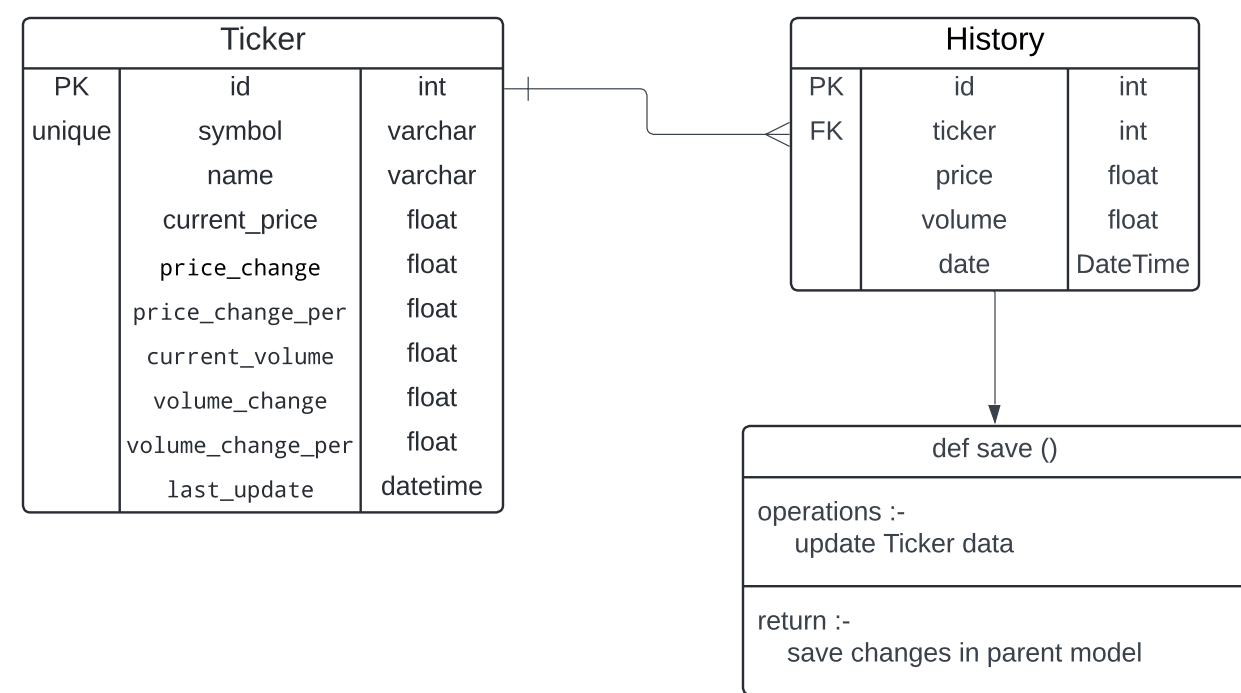 Ticker
PK id int
unique symbol varchar
name varchar
current_price float
price_change float
price_change_per float
current_volume float
volume_change float
volume_change_per float
last_update datetime
History
PK id int
FK ticker int
price float
volume float
date DateTime
def save ()
operations :-
update Ticker data
return :-
save changes in parent model